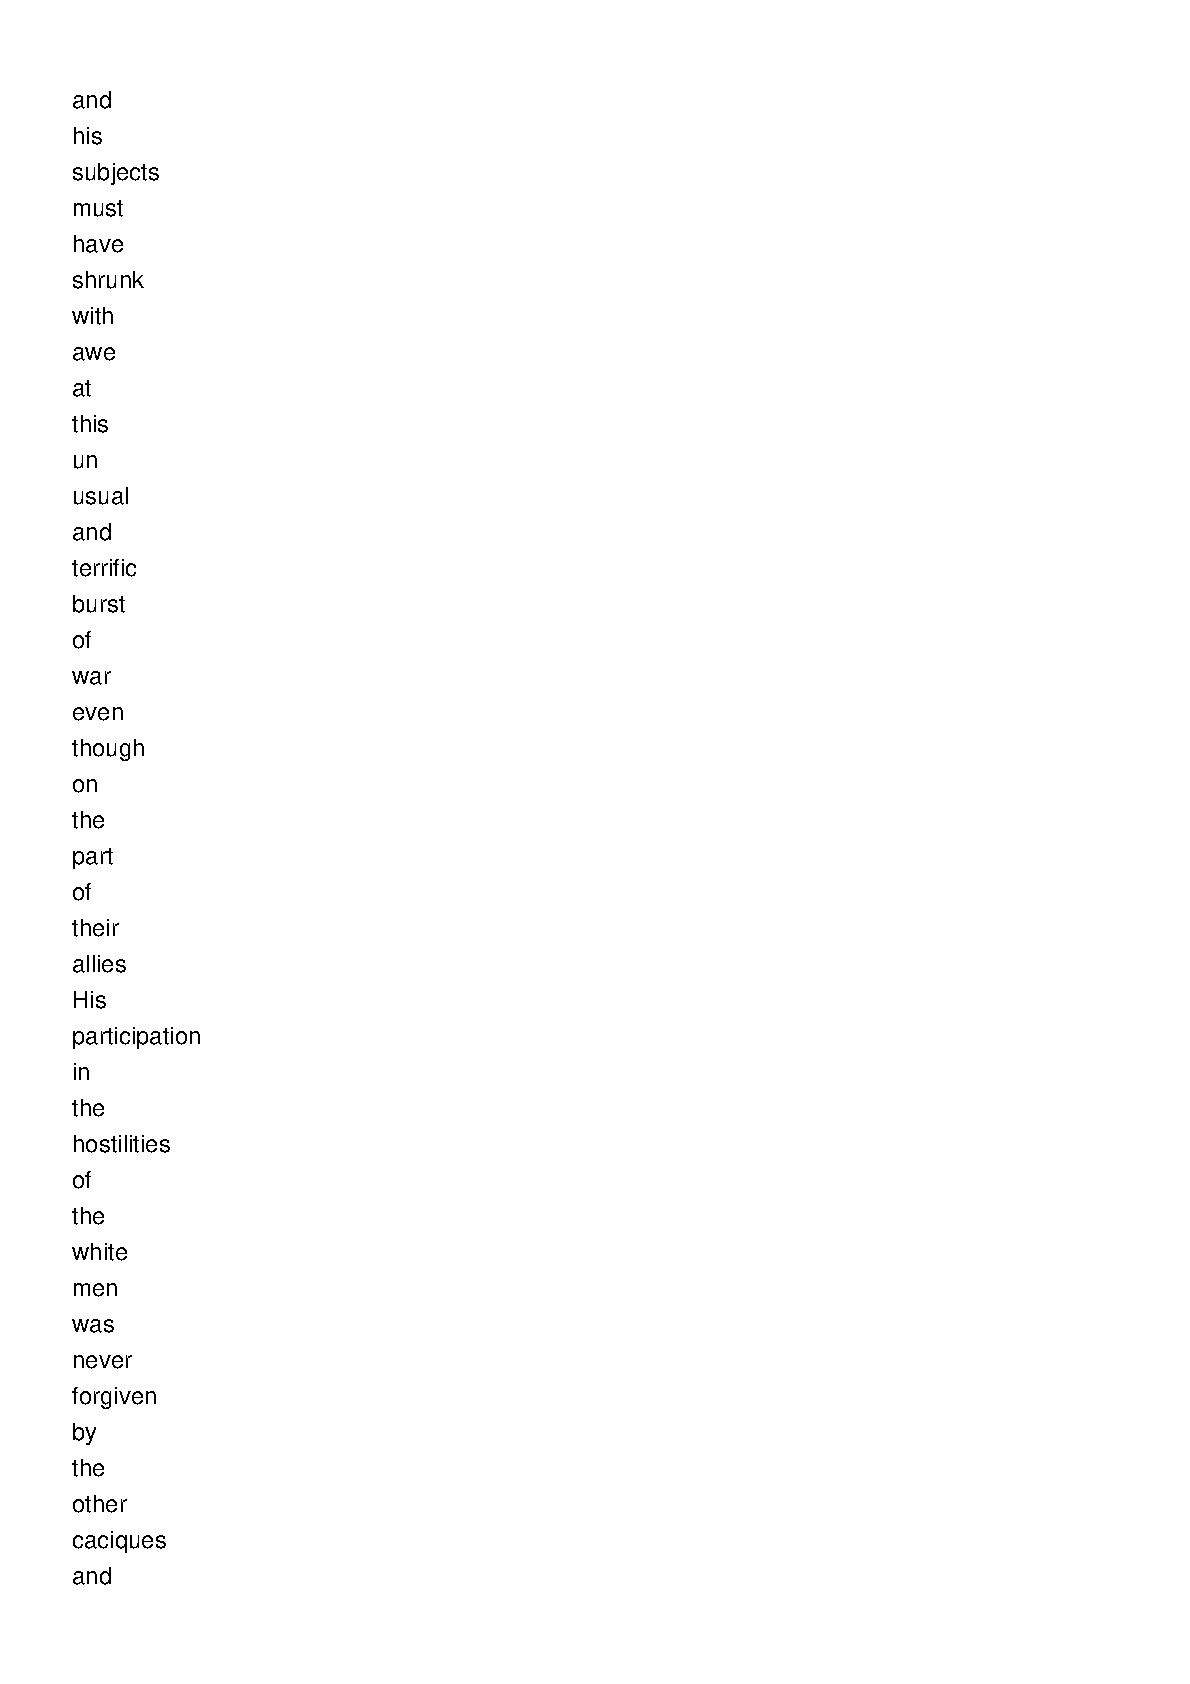 and
his
subjects
must
have
shrunk
with
awe
at
this
un
usual
and
terrific
burst
of
war
even
though
on
the
part
of
their
allies
His
participation
in
the
hostilities
of
the
white
men
was
never
forgiven
by
the
other
caciques
and